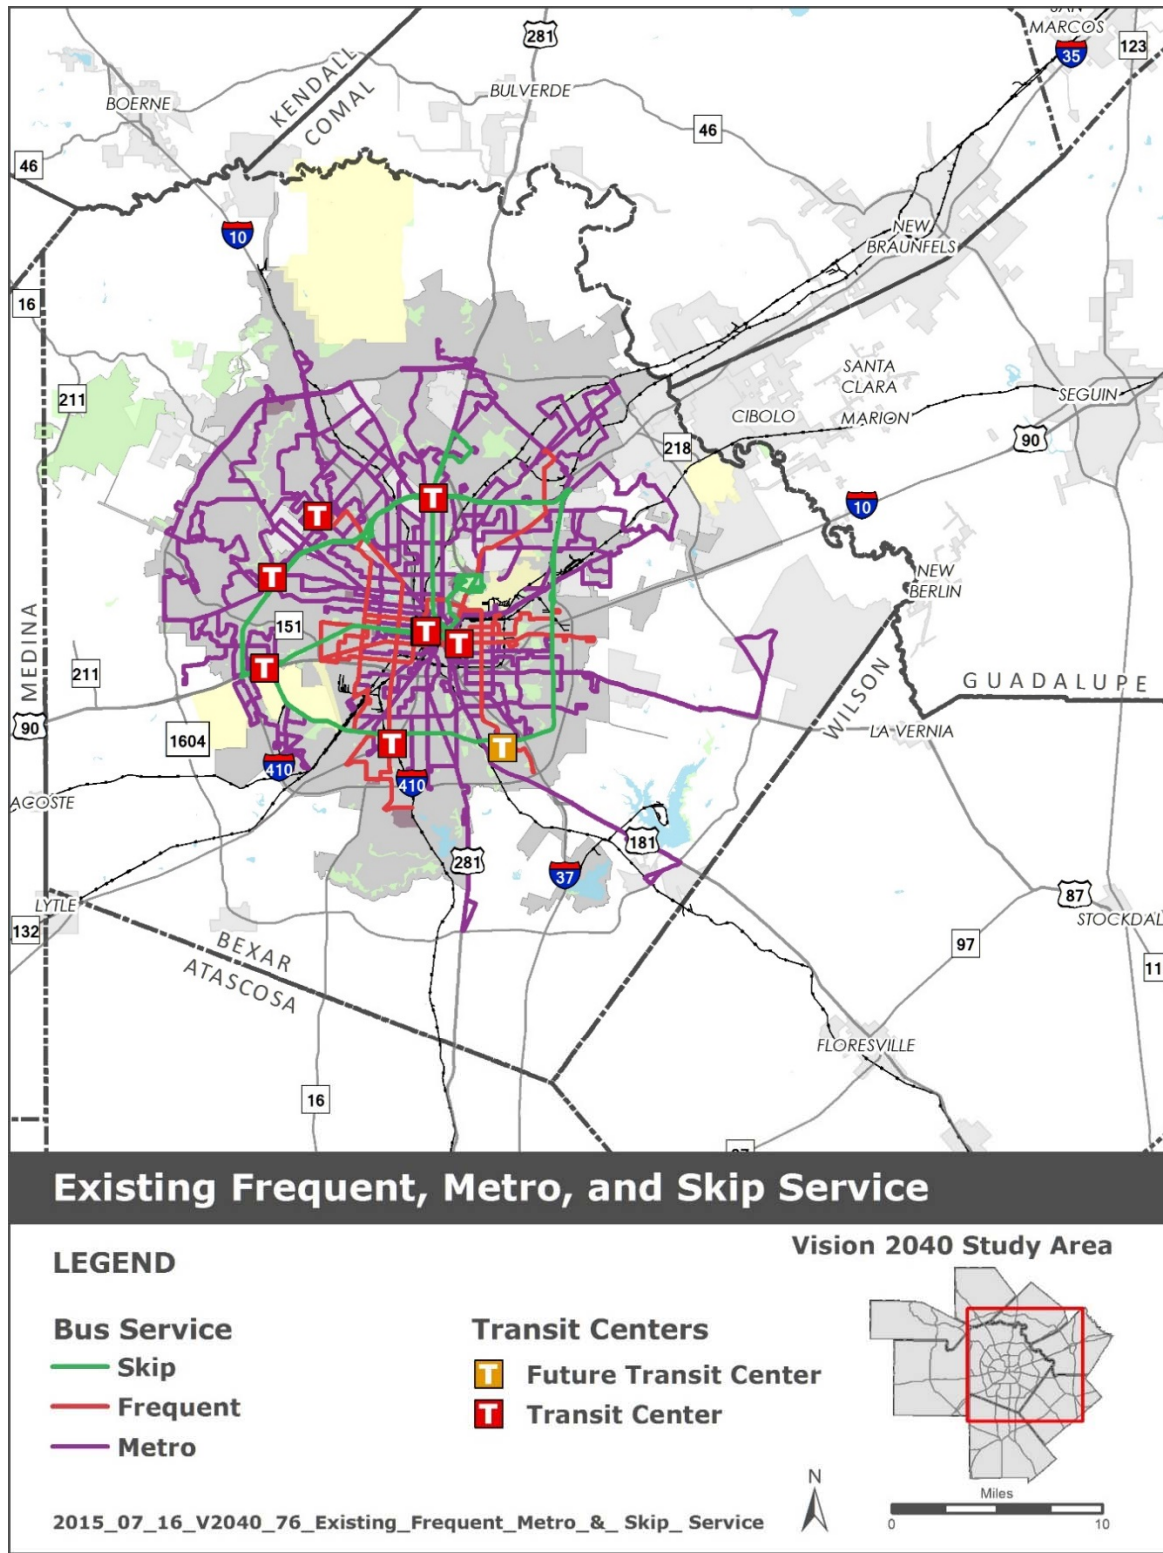 SAN
MARCOS
281
35
123
BOERNE
KENDALL
COMAL
BULVERDE
46
46
10
NEW
BRAUNFELS
16
211
SANTA
CLARA
CIBOLO
MARION
SEGUIN
218
90
10
NEW
BERLIN
MEDINA
151
211
90
1604
410
410
WILSON
GUADALUPE
LA VERNIA
ACOSTE
281
181
37
LYTLE
132
BEXAR
ATASCOSA
87
STOCKDAL
97
11
FLORESVILLE
16
T
T
T
T
T
T
T
T
Existing Frequent, Metro, and Skip Service
LEGEND
Vision 2040 Study Area
Bus Service
Skip
Frequent
Metro
Transit Centers
T Future Transit Center
T Transit Center
N
Miles
0 10
2015_07_16_V2040_76_Existing_Frequent_Metro_&_ Skip_ Service